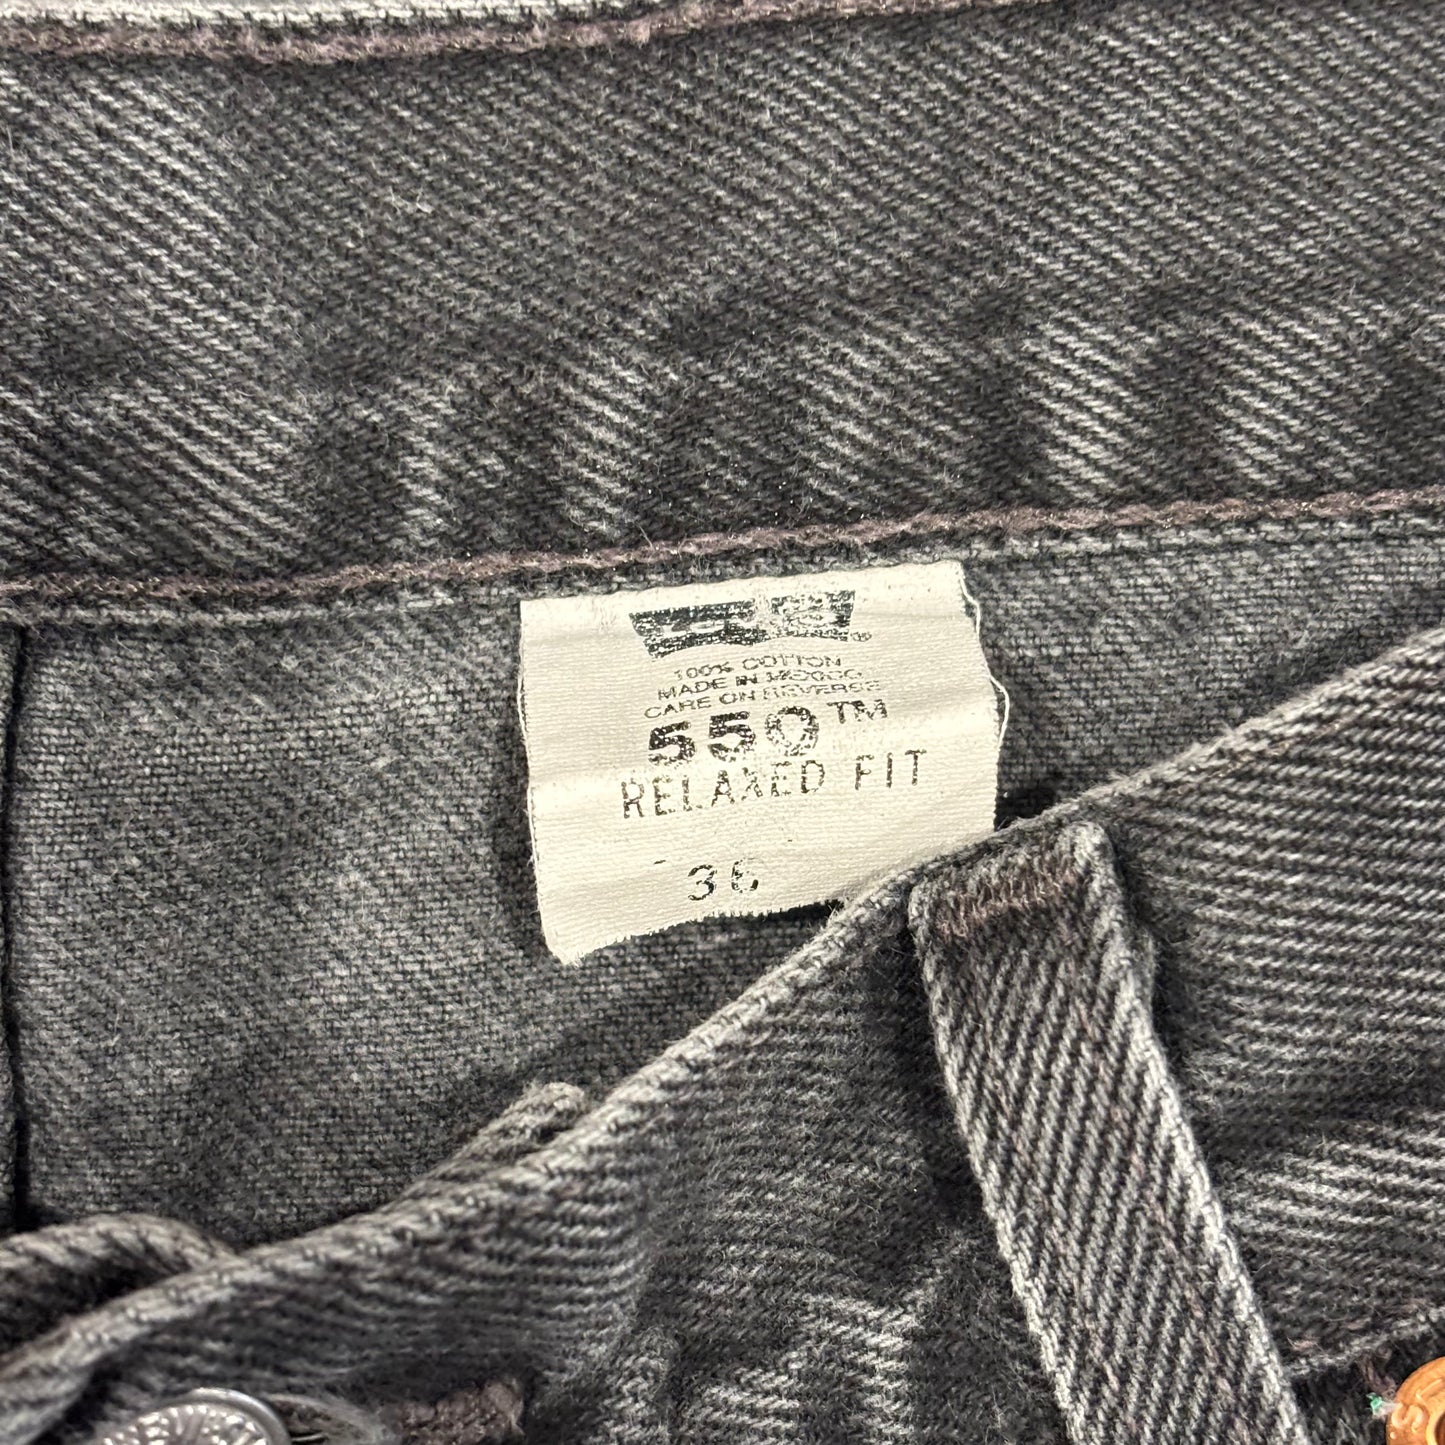 100% COTTON
MADE IN MEXICO
CARE ON REVERSE
550™
RELAXED FIT
36